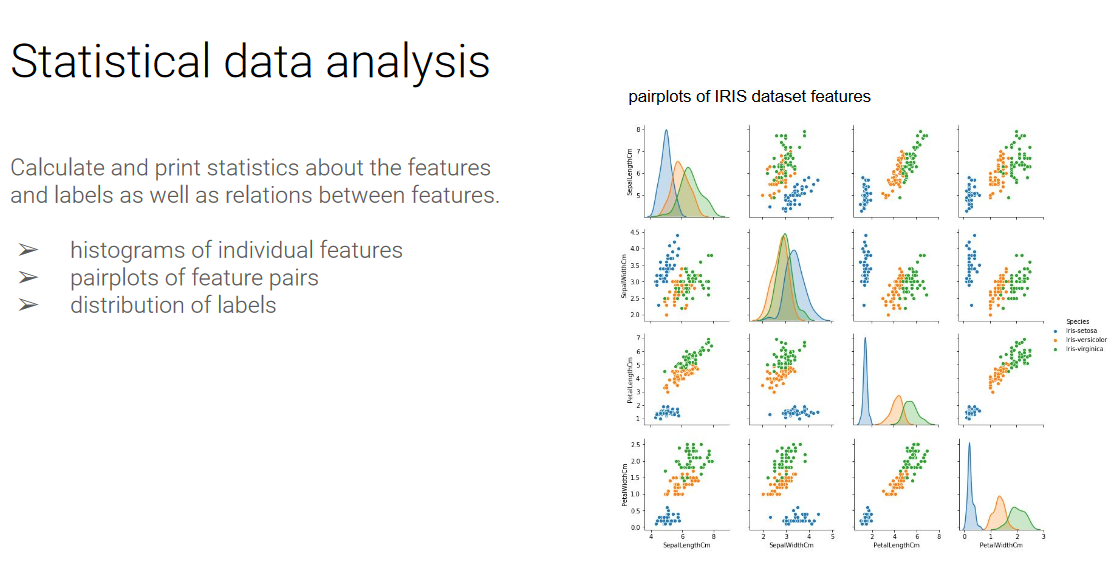 Statistical data analysis
pairplots of IRIS dataset features
Calculate and print statistics about the features
and labels as well as relations between features.
➢ histograms of individual features
➢ pairplots of feature pairs
➢ distribution of labels
SepalLengthCm
8
7
6
5
SepalWidthCm
4.5
4.0
3.5
3.0
2.5
2.0
Species
Iris-setosa
Iris-versicolor
Iris-virginica
PetalLengthCm
7
6
5
4
3
2
1
PetalWidthCm
2.5
2.0
1.5
1.0
0.5
0.0
4 6 8 2 3 4 5 2 4 6 8 0 1 2 3
SepalLengthCm SepalWidthCm PetalLengthCm PetalWidthCm